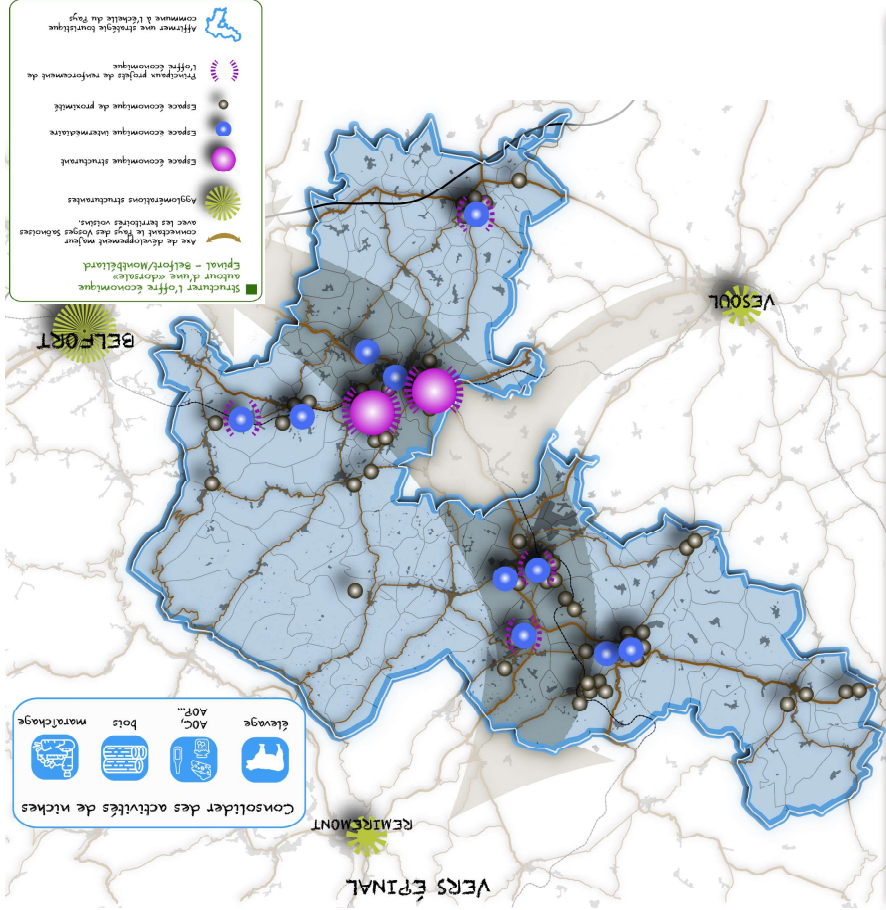 VERS ÉPINAL
REMIREMONT
Consolider des activités de niches
élevage
AOC,
AOP...
bois
maraîchage
BELFORT
VESOUL
Structurer l'offre économique
autour d'une «dorsale»
Epinal – Belfort/Montbéliard
Axe de développement majeur
connectant le Pays des Vosges Saônoises
avec les territoires voisins.
Agglomérations structurantes
Espace économique structurant
Espace économique intermédiaire
Espace économique de proximité
Principaux projets de renforcement de
l'offre économique
Affirmer une stratégie touristique
commune à l'échelle du Pays